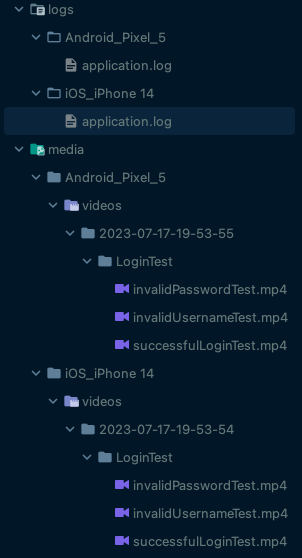 logs
Android_Pixel_5
application.log
iOS_iPhone 14
application.log
media
Android_Pixel_5
videos
2023-07-17-19-53-55
LoginTest
invalidPasswordTest.mp4
invalidUsernameTest.mp4
successfulLoginTest.mp4
iOS_iPhone 14
videos
2023-07-17-19-53-54
LoginTest
invalidPasswordTest.mp4
invalidUsernameTest.mp4
successfulLoginTest.mp4